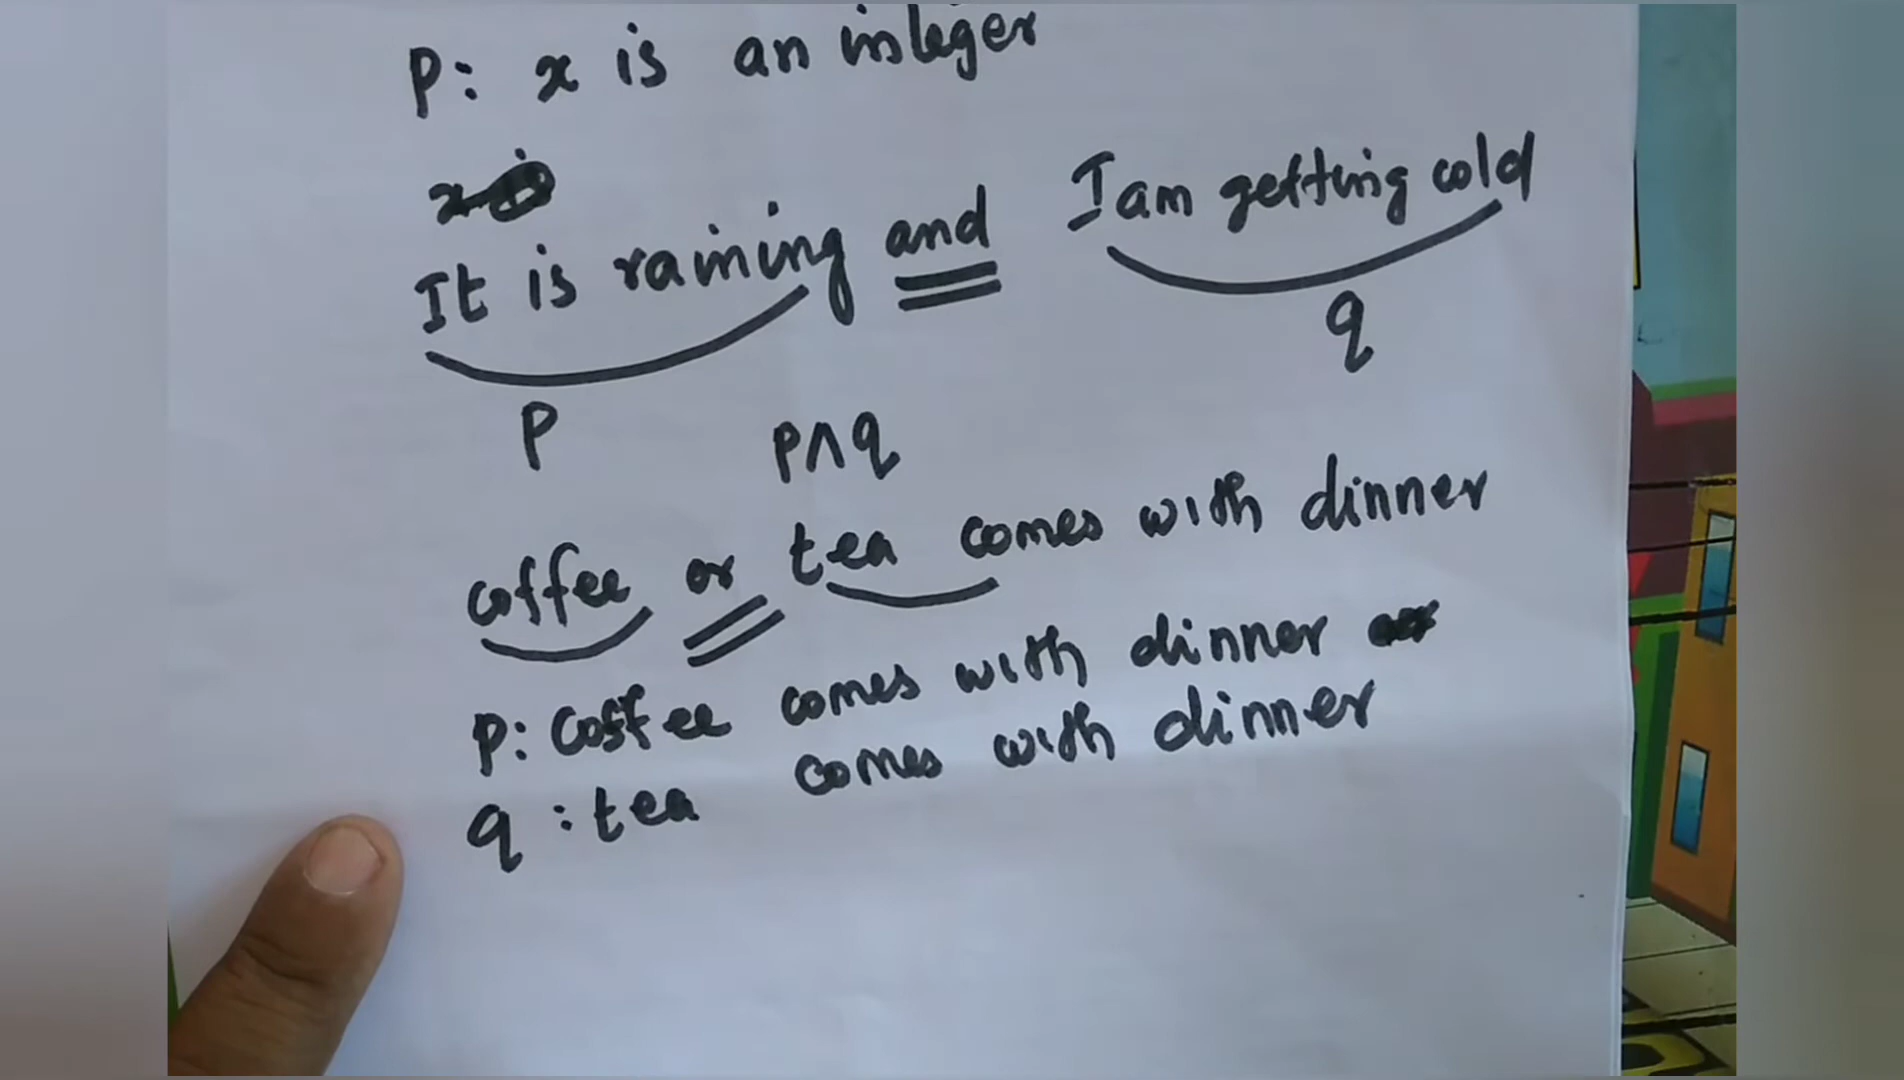 P: x is an integer
It is raining and I am getting cold
P q
p∧q
coffee or tea comes with dinner
p: Coffee comes with dinner
q: tea comes with dinner